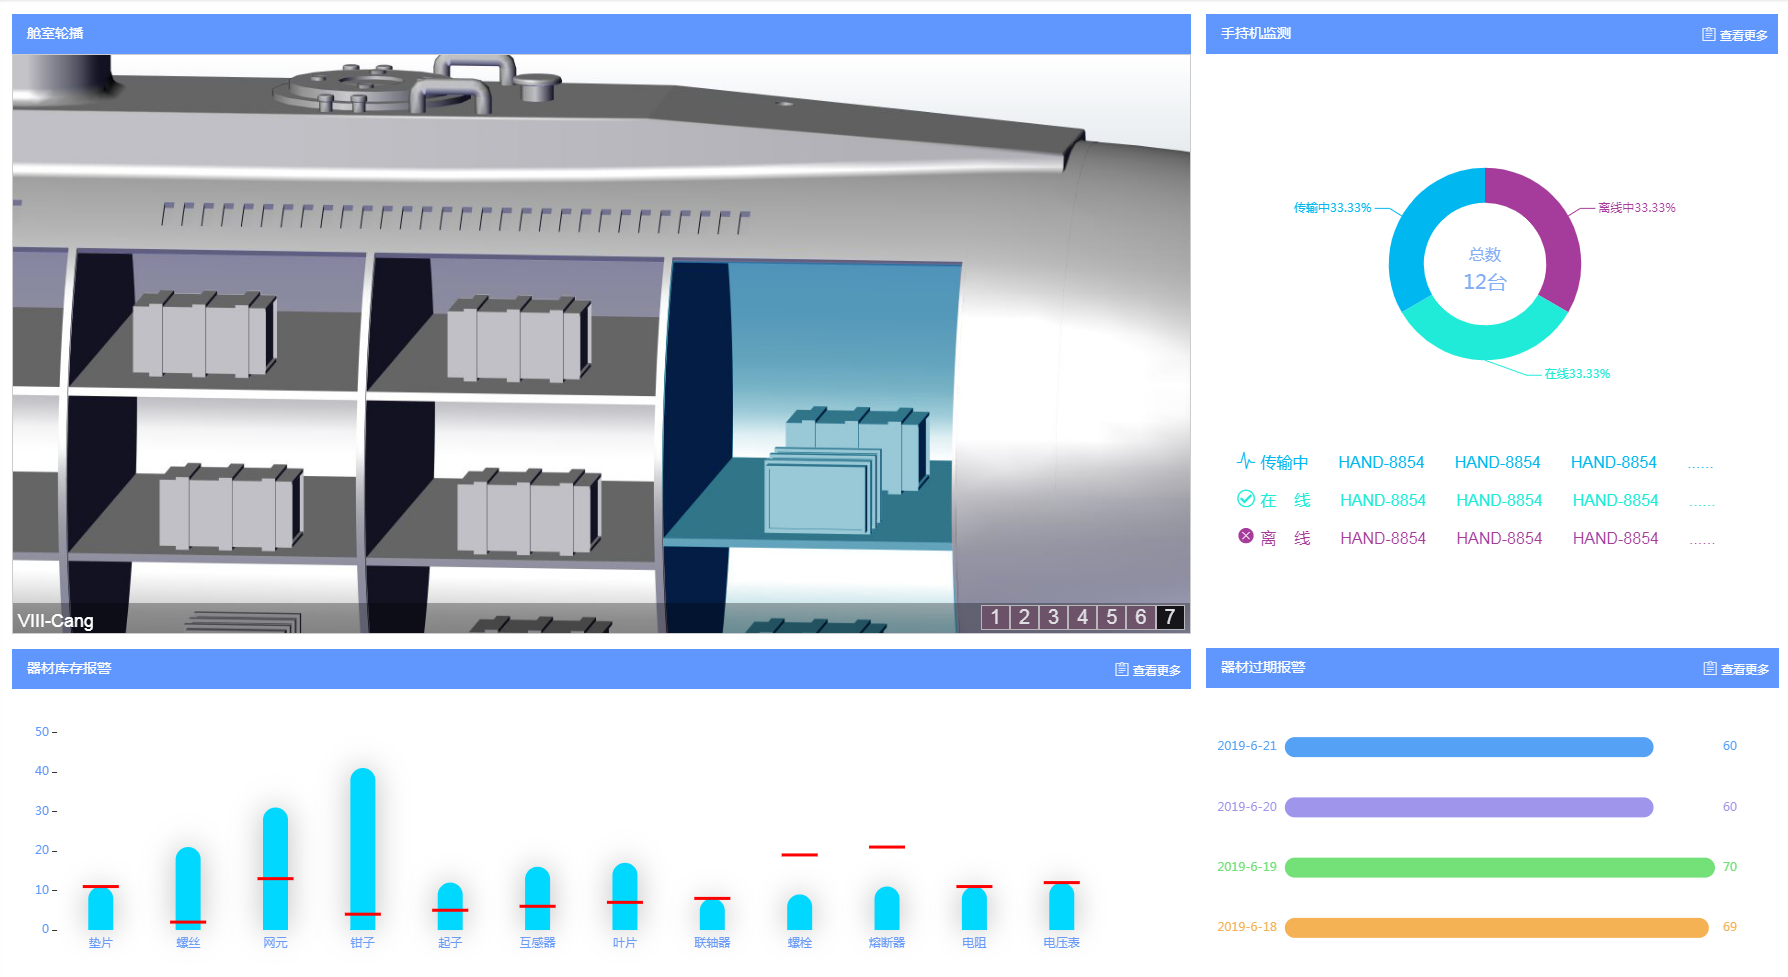 舱室轮播
VIII-Cang
1 2 3 4 5 6 7
手持机监测
查看更多
传输中33.33%
离线中33.33%
总数
12台
在线33.33%
传输中 HAND-8854 HAND-8854 HAND-8854 ......
在 线 HAND-8854 HAND-8854 HAND-8854 ......
离 线 HAND-8854 HAND-8854 HAND-8854 ......
器材库存报警
查看更多
50
40
30
20
10
0
垫片 螺丝 网元 钳子 起子 互感器 叶片 联轴器 螺栓 熔断器 电阻 电压表
器材过期报警
查看更多
2019-6-21 60
2019-6-20 60
2019-6-19 70
2019-6-18 69